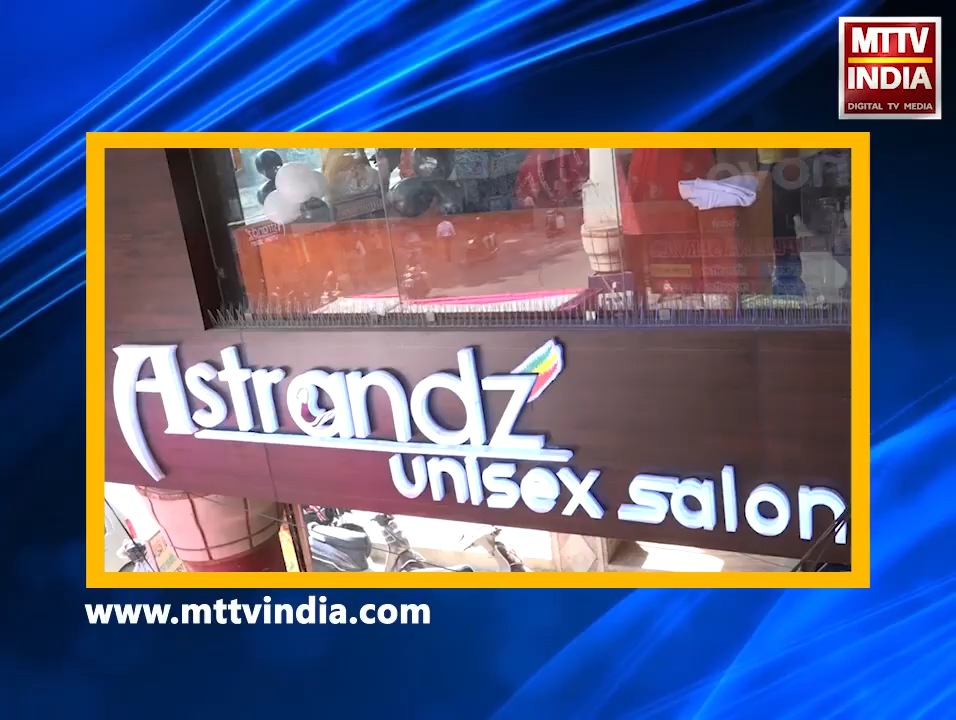 MTTV
INDIA
DIGITAL TV MEDIA
Astrandz
unisex salon
www.mttvindia.com